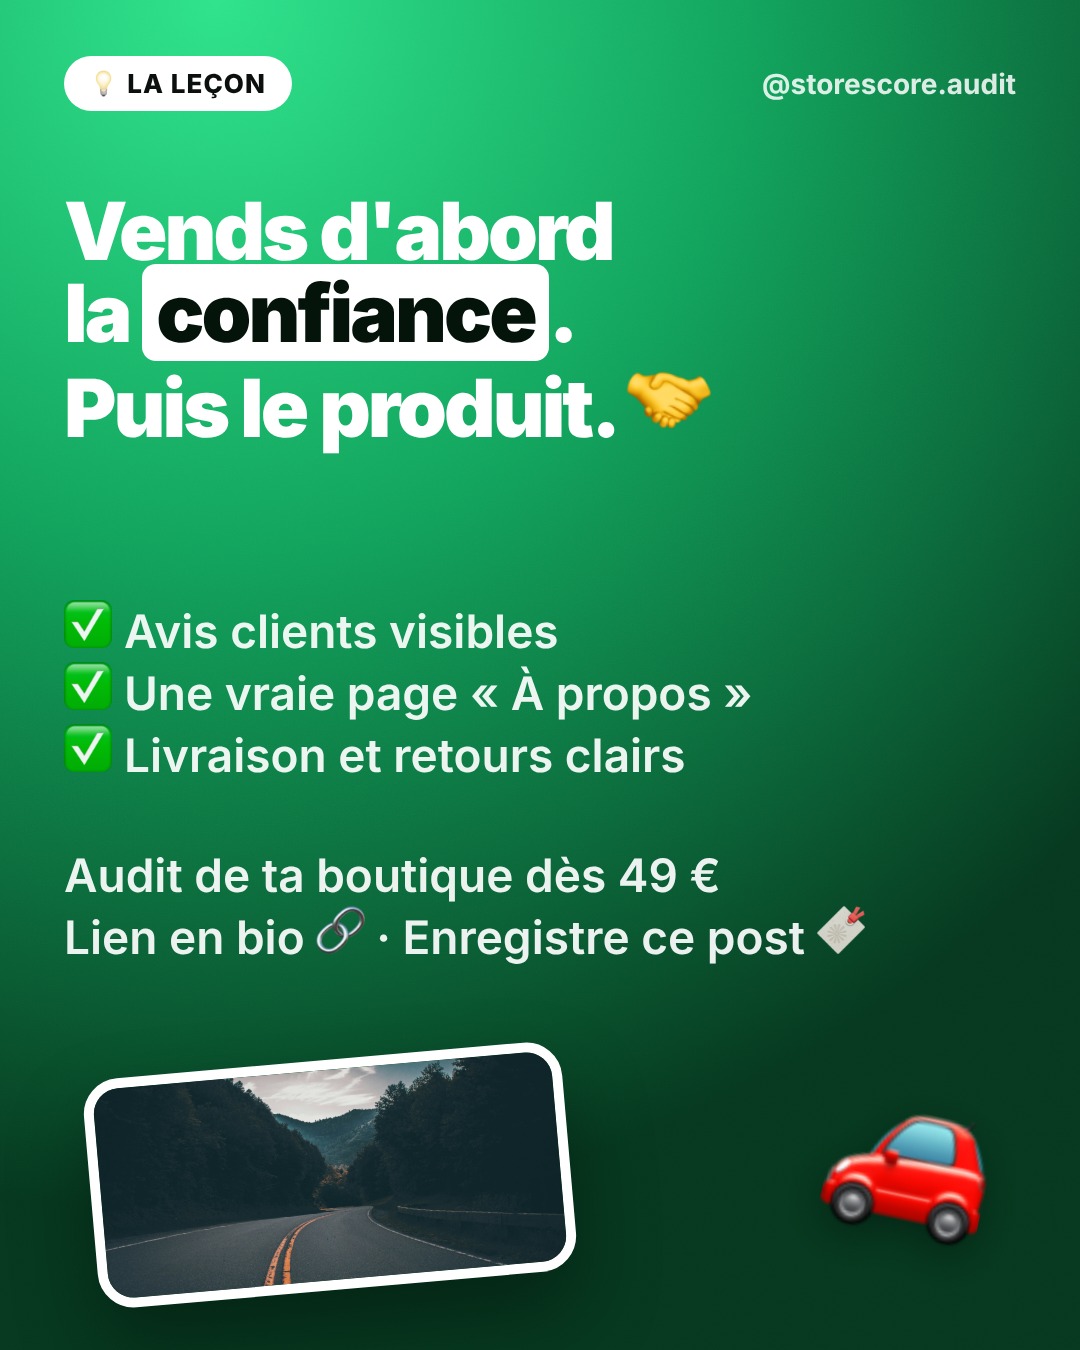 💡 LA LEÇON
@storescore.audit
Vends d'abord
la confiance.
Puis le produit. 🤝
✅ Avis clients visibles
✅ Une vraie page « À propos »
✅ Livraison et retours clairs
Audit de ta boutique dès 49 €
Lien en bio 🔗 · Enregistre ce post 🏷️